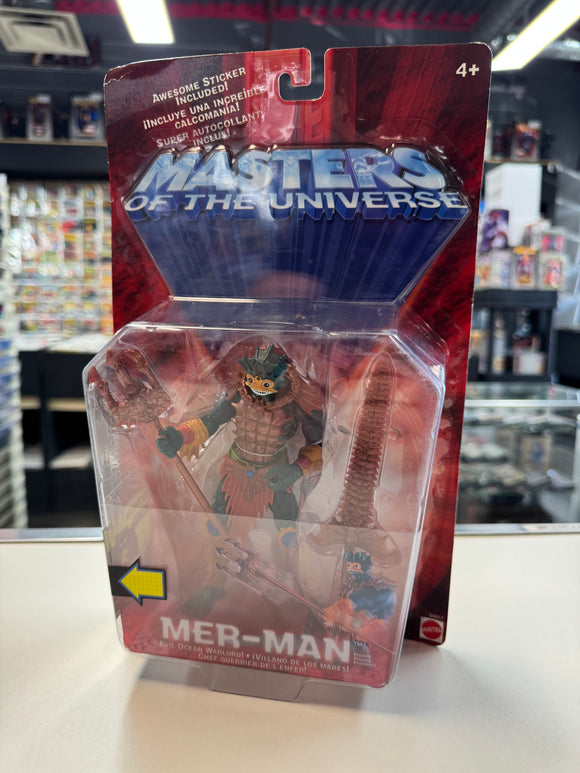 4+
AWESOME STICKER
INCLUDED!
¡INCLUYE UNA INCREÍBLE
CALCOMANÍA!
SUPER AUTOCOLLANT
INCLUS!
MASTERS
OF THE UNIVERSE
MATTEL
MER-MAN
EVIL OCEAN WARLORD! • ¡VILLANO DE LOS MARES!
CHEF GUERRIER DE L'ENFER!